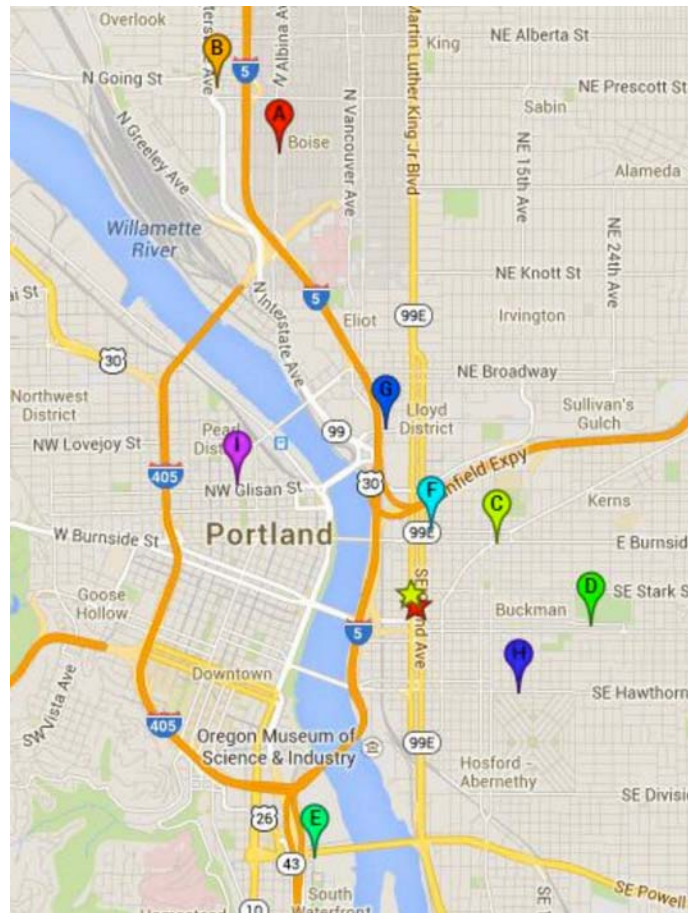 Overlook
B
N Going St
N Albina A
5
Martin Luther King Jr Blvd
King
NE Alberta St
NE Prescott St
Sabin
A
Boise
N Vancouver Ave
NE 15th Ave
Alameda
N Greeley Ave
Willamette
River
NE 24th Ave
NE Knott St
5
N Interstate Ave
Eliot
99E
Irvington
30
NE Broadway
G
Lloyd
District
Sullivan's
Gulch
Northwest
District
NW Lovejoy St
I
99
405
NW Glisan St
30
F
C
Kerns
Portland
W Burnside St
99E
E Burnsid
Goose
Hollow
D
SE Stark S
Buckman
5
H
SW Vista Ave
Downtown
SE Hawthorn
405
Oregon Museum of
Science & Industry
99E
Hosford -
Abernethy
SE Divisi
26
E
43
South
Waterfront
10
SE Powell